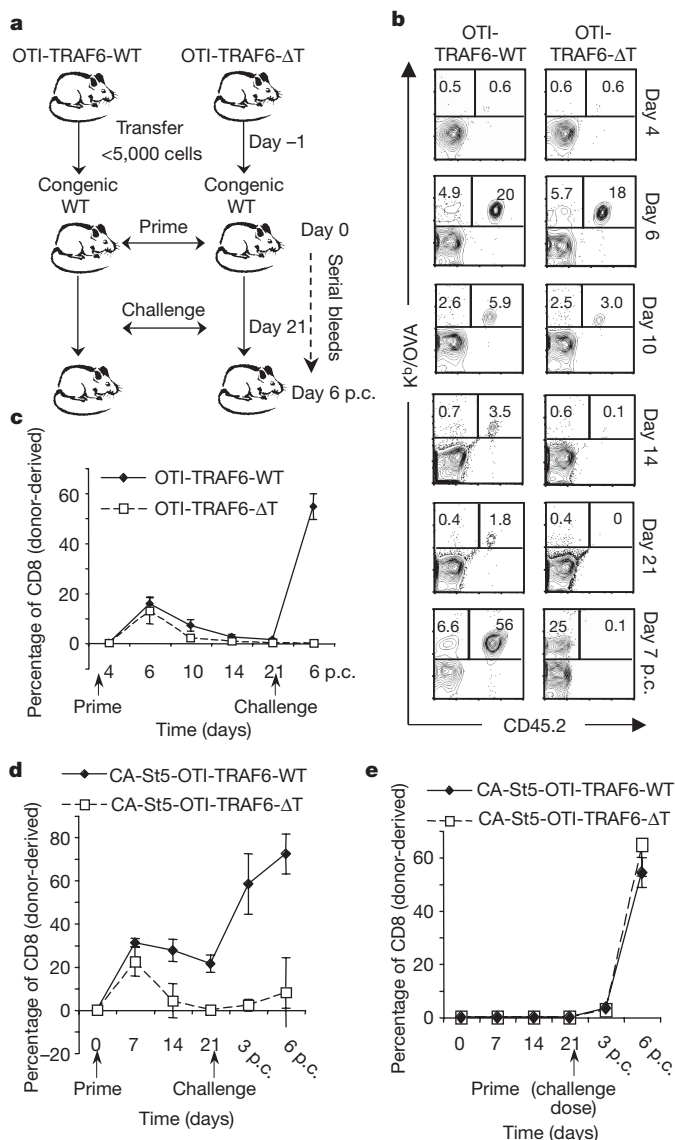 a
OTI-TRAF6-WT OTI-TRAF6-ΔT
Transfer
<5,000 cells
Day –1
Congenic
WT
Congenic
WT
Prime
Day 0
Serial bleeds
Challenge
Day 21
Day 6 p.c.
b
OTI-
TRAF6-WT
OTI-
TRAF6-ΔT
0.5 0.6 0.6 0.6 Day 4
4.9 20 5.7 18 Day 6
2.6 5.9 2.5 3.0 Day 10
0.7 3.5 0.6 0.1 Day 14
0.4 1.8 0.4 0 Day 21
6.6 56 25 0.1 Day 7 p.c.
Kᵇ/OVA
CD45.2
c
OTI-TRAF6-WT
OTI-TRAF6-ΔT
Percentage of CD8 (donor-derived)
60
40
20
0
4 6 10 14 21 6 p.c.
Prime Challenge
Time (days)
d
CA-St5-OTI-TRAF6-WT
CA-St5-OTI-TRAF6-ΔT
Percentage of CD8 (donor-derived)
80
60
40
20
0
–20
0 7 14 21 3 p.c. 6 p.c.
Prime Challenge
Time (days)
e
CA-St5-OTI-TRAF6-WT
CA-St5-OTI-TRAF6-ΔT
Percentage of CD8 (donor-derived)
60
40
20
0
0 7 14 21 3 p.c. 6 p.c.
Prime (challenge
dose)
Time (days)